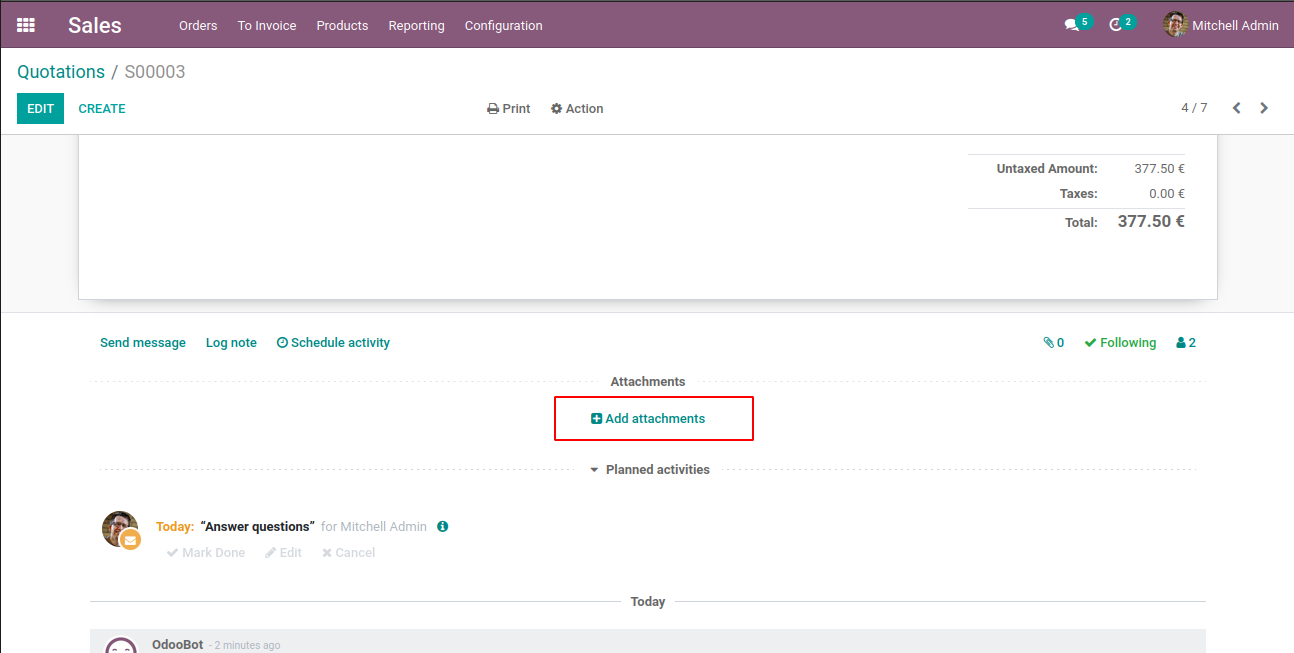 Sales Orders To Invoice Products Reporting Configuration 5 2 Mitchell Admin
Quotations / S00003
EDIT CREATE Print Action 4 / 7
Untaxed Amount: 377.50 €
Taxes: 0.00 €
Total: 377.50 €
Send message Log note Schedule activity 0 Following 2
Attachments
Add attachments
Planned activities
Today: “Answer questions” for Mitchell Admin
Mark Done Edit Cancel
Today
OdooBot - 2 minutes ago